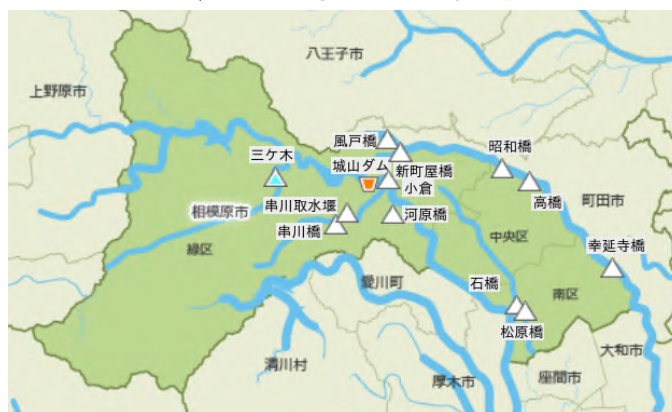 八王子市
上野原市
風戸橋
昭和橋
三ケ木
城山ダム
新町屋橋
小倉
高橋
町田市
相模原市
串川取水堰
河原橋
中央区
串川橋
緑区
幸延寺橋
愛川町
石橋
南区
松原橋
大和市
清川村
厚木市
座間市